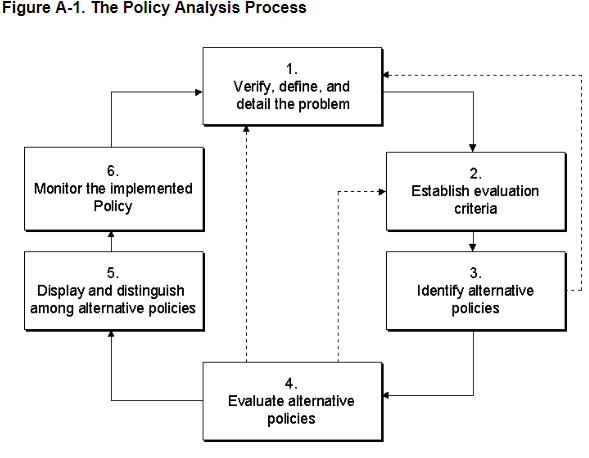 Figure A-1. The Policy Analysis Process
1.
Verify, define, and
detail the problem
2.
Establish evaluation
criteria
3.
Identify alternative
policies
4.
Evaluate alternative
policies
5.
Display and distinguish
among alternative policies
6.
Monitor the implemented
Policy